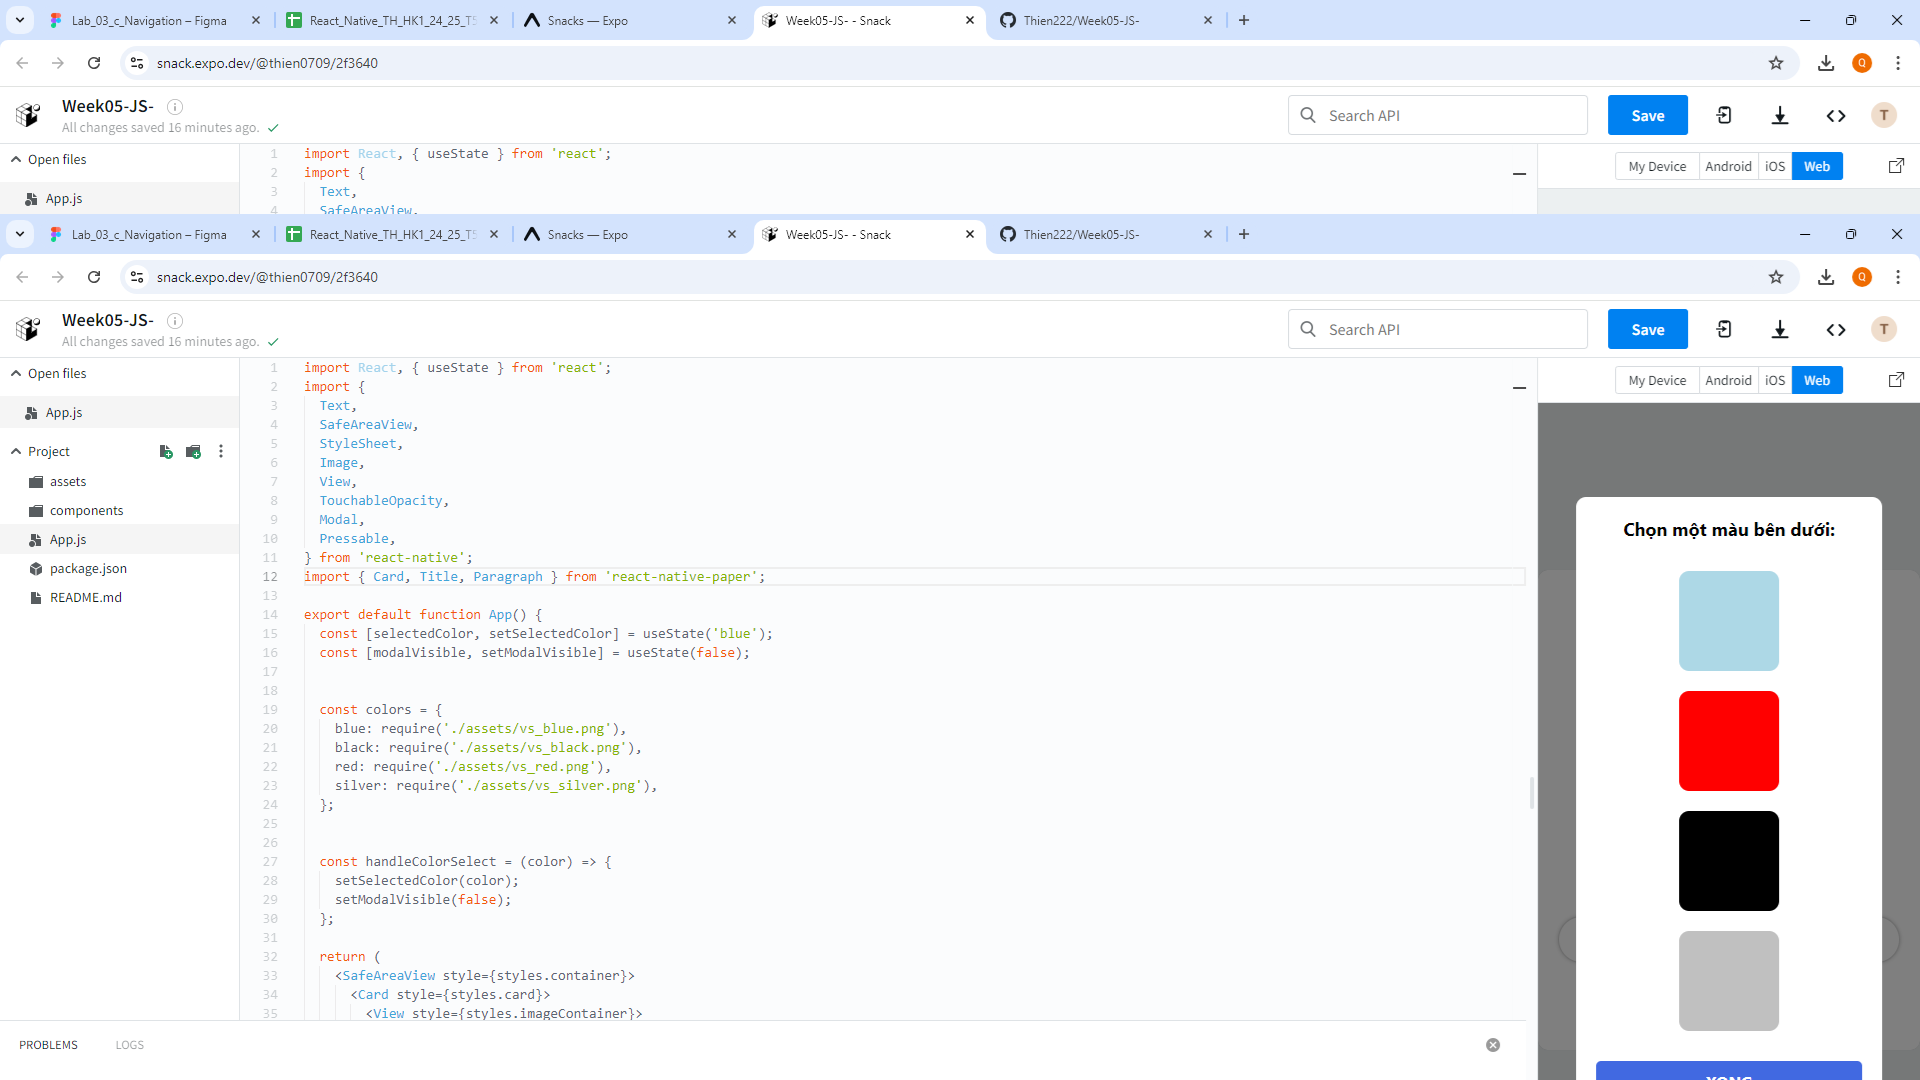 Lab_03_c_Navigation – Figma
React_Native_TH_HK1_24_25_T5
Snacks — Expo
Week05-JS- - Snack
Thien222/Week05-JS-
snack.expo.dev/@thien0709/2f3640
Q
Week05-JS-
All changes saved 16 minutes ago.
Search API
Save
T
Open files
App.js
1 import React, { useState } from 'react';
2 import {
3 Text,
4 SafeAreaView,
My Device
Android
iOS
Web
Lab_03_c_Navigation – Figma
React_Native_TH_HK1_24_25_T5
Snacks — Expo
Week05-JS- - Snack
Thien222/Week05-JS-
snack.expo.dev/@thien0709/2f3640
Q
Week05-JS-
All changes saved 16 minutes ago.
Search API
Save
T
Open files
App.js
Project
assets
components
App.js
package.json
README.md
1 import React, { useState } from 'react';
2 import {
3 Text,
4 SafeAreaView,
5 StyleSheet,
6 Image,
7 View,
8 TouchableOpacity,
9 Modal,
10 Pressable,
11 } from 'react-native';
12 import { Card, Title, Paragraph } from 'react-native-paper';
13
14 export default function App() {
15 const [selectedColor, setSelectedColor] = useState('blue');
16 const [modalVisible, setModalVisible] = useState(false);
17
18
19 const colors = {
20 blue: require('./assets/vs_blue.png'),
21 black: require('./assets/vs_black.png'),
22 red: require('./assets/vs_red.png'),
23 silver: require('./assets/vs_silver.png'),
24 };
25
26
27 const handleColorSelect = (color) => {
28 setSelectedColor(color);
29 setModalVisible(false);
30 };
31
32 return (
33 <SafeAreaView style={styles.container}>
34 <Card style={styles.card}>
35 <View style={styles.imageContainer}>
My Device
Android
iOS
Web
Chọn một màu bên dưới:
XONG
PROBLEMS
LOGS